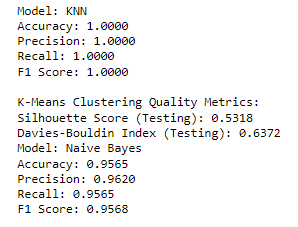 Model: KNN
Accuracy: 1.0000
Precision: 1.0000
Recall: 1.0000
F1 Score: 1.0000
K-Means Clustering Quality Metrics:
Silhouette Score (Testing): 0.5318
Davies-Bouldin Index (Testing): 0.6372
Model: Naive Bayes
Accuracy: 0.9565
Precision: 0.9620
Recall: 0.9565
F1 Score: 0.9568